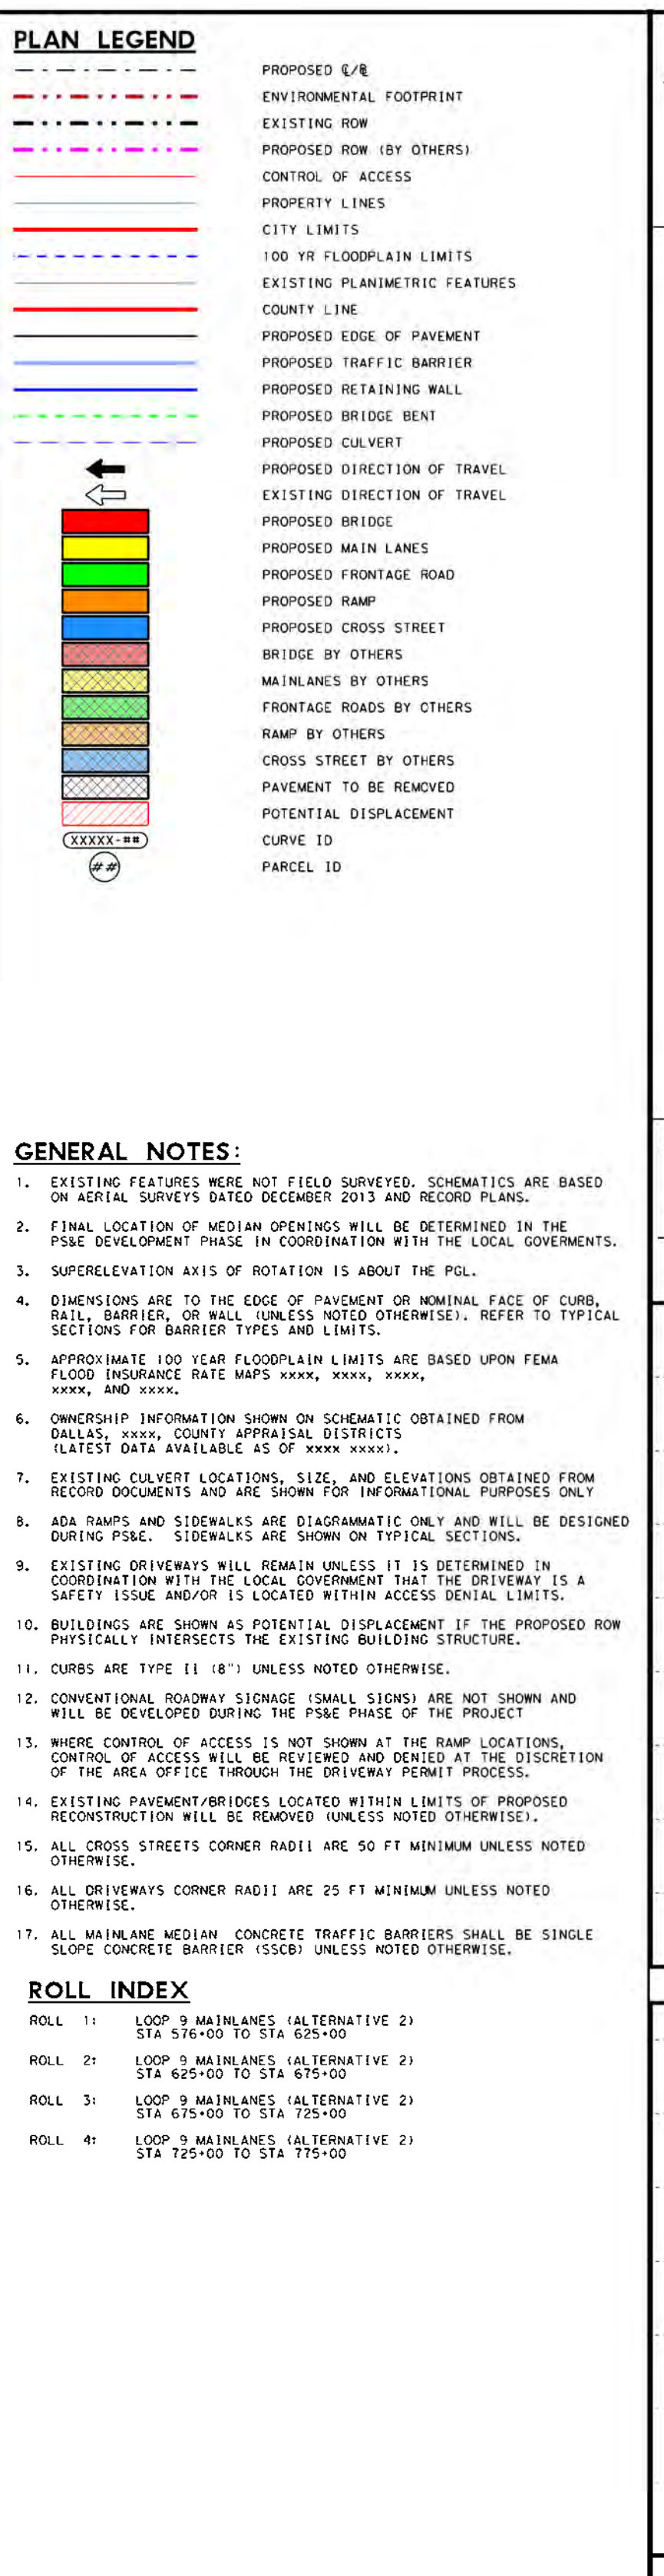 PLAN LEGEND
PROPOSED ℄/B
ENVIRONMENTAL FOOTPRINT
EXISTING ROW
PROPOSED ROW (BY OTHERS)
CONTROL OF ACCESS
PROPERTY LINES
CITY LIMITS
100 YR FLOODPLAIN LIMITS
EXISTING PLANIMETRIC FEATURES
COUNTY LINE
PROPOSED EDGE OF PAVEMENT
PROPOSED TRAFFIC BARRIER
PROPOSED RETAINING WALL
PROPOSED BRIDGE BENT
PROPOSED CULVERT
PROPOSED DIRECTION OF TRAVEL
EXISTING DIRECTION OF TRAVEL
PROPOSED BRIDGE
PROPOSED MAIN LANES
PROPOSED FRONTAGE ROAD
PROPOSED RAMP
PROPOSED CROSS STREET
BRIDGE BY OTHERS
MAINLANES BY OTHERS
FRONTAGE ROADS BY OTHERS
RAMP BY OTHERS
CROSS STREET BY OTHERS
PAVEMENT TO BE REMOVED
POTENTIAL DISPLACEMENT
XXXXX-## CURVE ID
## PARCEL ID
GENERAL NOTES:
1. EXISTING FEATURES WERE NOT FIELD SURVEYED. SCHEMATICS ARE BASED
ON AERIAL SURVEYS DATED DECEMBER 2013 AND RECORD PLANS.
2. FINAL LOCATION OF MEDIAN OPENINGS WILL BE DETERMINED IN THE
PS&E DEVELOPMENT PHASE IN COORDINATION WITH THE LOCAL GOVERMENTS.
3. SUPERELEVATION AXIS OF ROTATION IS ABOUT THE PGL.
4. DIMENSIONS ARE TO THE EDGE OF PAVEMENT OR NOMINAL FACE OF CURB,
RAIL, BARRIER, OR WALL (UNLESS NOTED OTHERWISE). REFER TO TYPICAL
SECTIONS FOR BARRIER TYPES AND LIMITS.
5. APPROXIMATE 100 YEAR FLOODPLAIN LIMITS ARE BASED UPON FEMA
FLOOD INSURANCE RATE MAPS xxxx, xxxx, xxxx,
xxxx, AND xxxx.
6. OWNERSHIP INFORMATION SHOWN ON SCHEMATIC OBTAINED FROM
DALLAS, xxxx, COUNTY APPRAISAL DISTRICTS
(LATEST DATA AVAILABLE AS OF xxxx xxxx).
7. EXISTING CULVERT LOCATIONS, SIZE, AND ELEVATIONS OBTAINED FROM
RECORD DOCUMENTS AND ARE SHOWN FOR INFORMATIONAL PURPOSES ONLY
8. ADA RAMPS AND SIDEWALKS ARE DIAGRAMMATIC ONLY AND WILL BE DESIGNED
DURING PS&E. SIDEWALKS ARE SHOWN ON TYPICAL SECTIONS.
9. EXISTING DRIVEWAYS WILL REMAIN UNLESS IT IS DETERMINED IN
COORDINATION WITH THE LOCAL GOVERNMENT THAT THE DRIVEWAY IS A
SAFETY ISSUE AND/OR IS LOCATED WITHIN ACCESS DENIAL LIMITS.
10. BUILDINGS ARE SHOWN AS POTENTIAL DISPLACEMENT IF THE PROPOSED ROW
PHYSICALLY INTERSECTS THE EXISTING BUILDING STRUCTURE.
11. CURBS ARE TYPE II (8") UNLESS NOTED OTHERWISE.
12. CONVENTIONAL ROADWAY SIGNAGE (SMALL SIGNS) ARE NOT SHOWN AND
WILL BE DEVELOPED DURING THE PS&E PHASE OF THE PROJECT
13. WHERE CONTROL OF ACCESS IS NOT SHOWN AT THE RAMP LOCATIONS,
CONTROL OF ACCESS WILL BE REVIEWED AND DENIED AT THE DISCRETION
OF THE AREA OFFICE THROUGH THE DRIVEWAY PERMIT PROCESS.
14. EXISTING PAVEMENT/BRIDGES LOCATED WITHIN LIMITS OF PROPOSED
RECONSTRUCTION WILL BE REMOVED (UNLESS NOTED OTHERWISE).
15. ALL CROSS STREETS CORNER RADII ARE 50 FT MINIMUM UNLESS NOTED
OTHERWISE.
16. ALL DRIVEWAYS CORNER RADII ARE 25 FT MINIMUM UNLESS NOTED
OTHERWISE.
17. ALL MAINLANE MEDIAN CONCRETE TRAFFIC BARRIERS SHALL BE SINGLE
SLOPE CONCRETE BARRIER (SSCB) UNLESS NOTED OTHERWISE.
ROLL INDEX
ROLL 1: LOOP 9 MAINLANES (ALTERNATIVE 2)
STA 576+00 TO STA 625+00
ROLL 2: LOOP 9 MAINLANES (ALTERNATIVE 2)
STA 625+00 TO STA 675+00
ROLL 3: LOOP 9 MAINLANES (ALTERNATIVE 2)
STA 675+00 TO STA 725+00
ROLL 4: LOOP 9 MAINLANES (ALTERNATIVE 2)
STA 725+00 TO STA 775+00